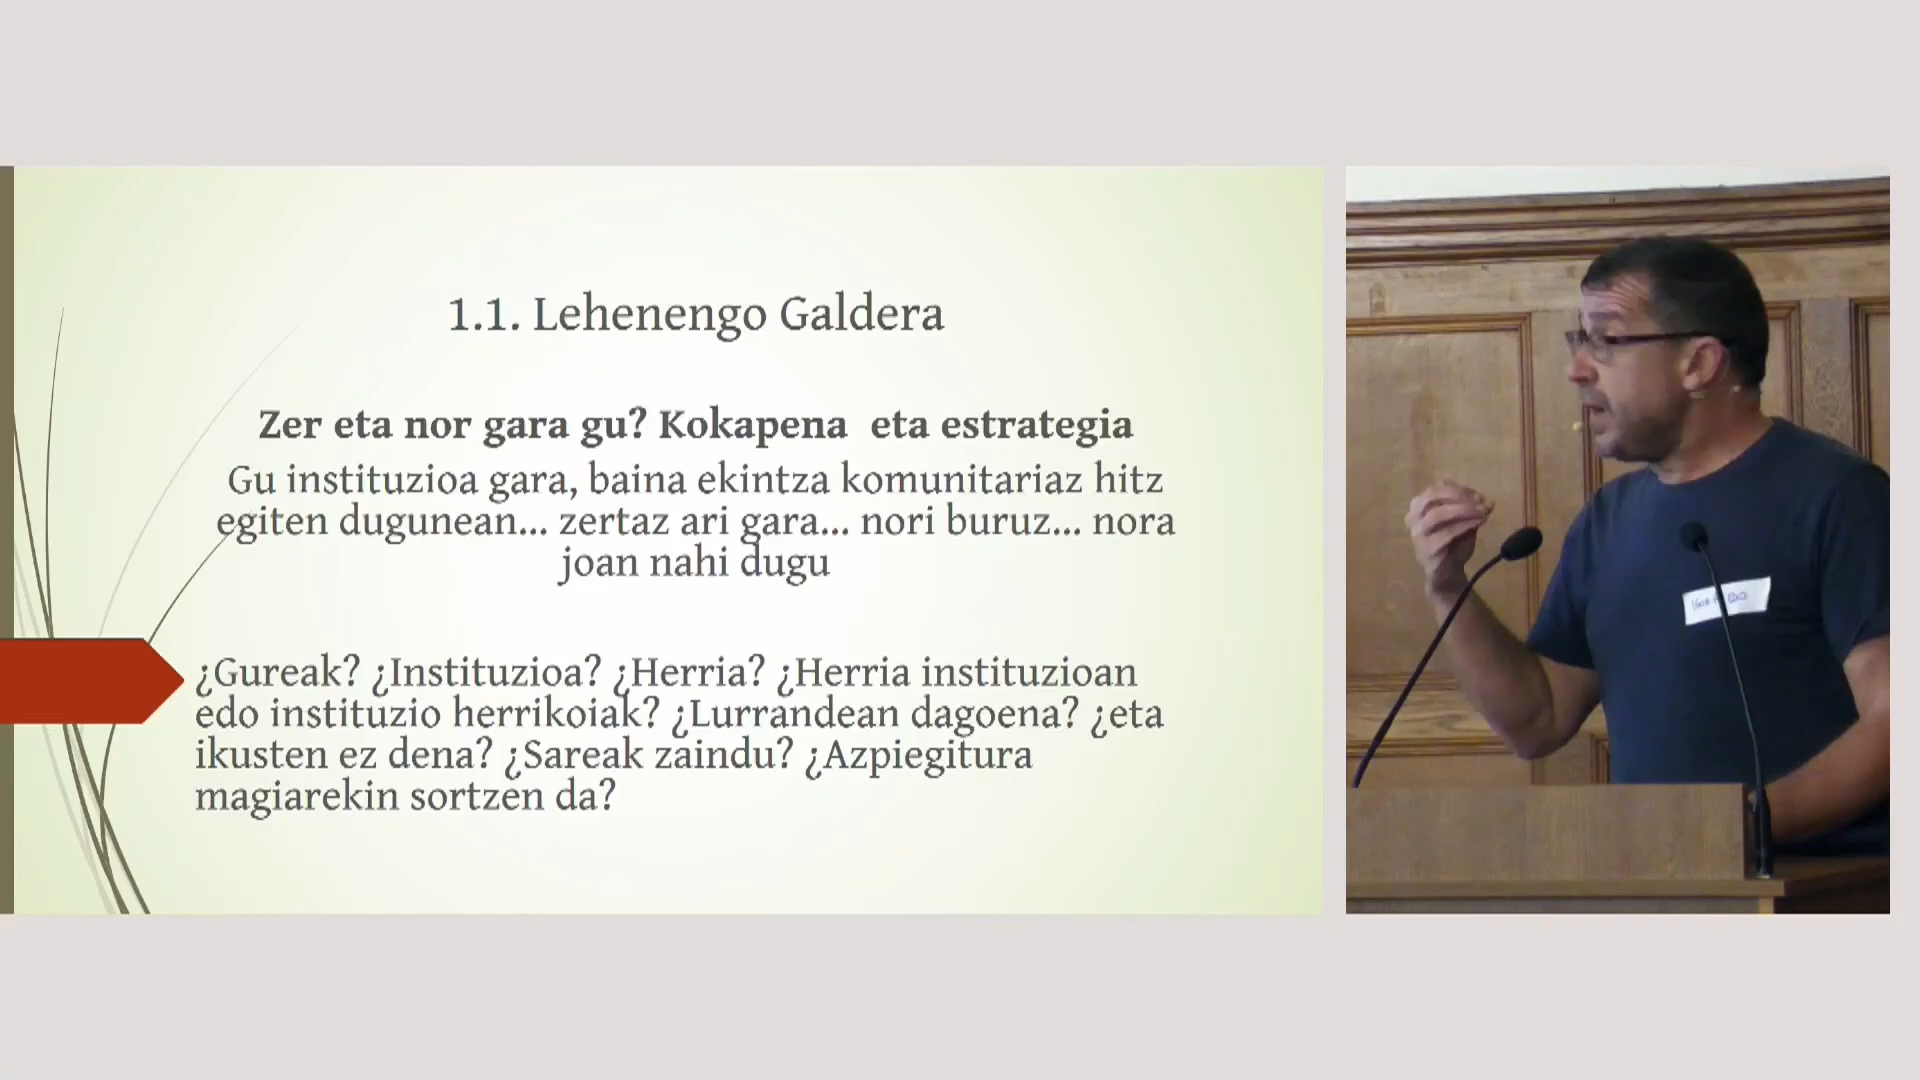 1.1. Lehenengo Galdera
Zer eta nor gara gu? Kokapena eta estrategia
Gu instituzioa gara, baina ekintza komunitariaz hitz
egiten dugunean... zertaz ari gara... nori buruz... nora
joan nahi dugu
¿Gureak? ¿Instituzioa? ¿Herria? ¿Herria instituzioan
edo instituzio herrikoiak? ¿Lurrandean dagoena? ¿eta
ikusten ez dena? ¿Sareak zaindu? ¿Azpiegitura
magiarekin sortzen da?